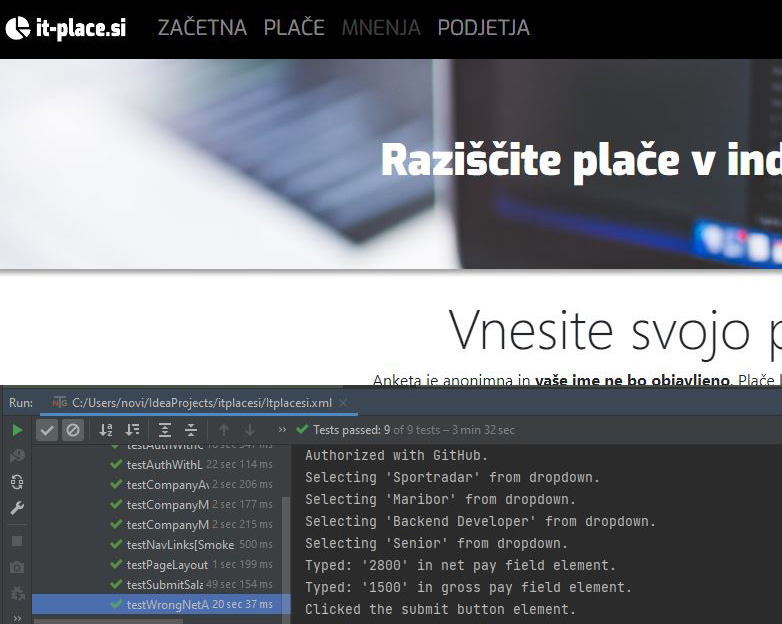 it-place.si ZAČETNA PLAČE MNENJA PODJETJA
Raziščite plače v ind
Vnesite svojo p
Anketa je anonimna in vaše ime ne bo objavljeno. Plače
Run: C:/Users/novi/IdeaProjects/itplacesi/Itplacesi.xml
Tests passed: 9 of 9 tests – 3 min 32 sec
testAuthWithL 22 sec 114 ms
testCompanyAv 2 sec 206 ms
testCompanyM 2 sec 177 ms
testCompanyM 2 sec 215 ms
testNavLinks[Smoke 500 ms
testPageLayout 1 sec 199 ms
testSubmitSala 49 sec 154 ms
testWrongNetA 20 sec 37 ms
Authorized with GitHub.
Selecting 'Sportradar' from dropdown.
Selecting 'Maribor' from dropdown.
Selecting 'Backend Developer' from dropdown.
Selecting 'Senior' from dropdown.
Typed: '2800' in net pay field element.
Typed: '1500' in gross pay field element.
Clicked the submit button element.